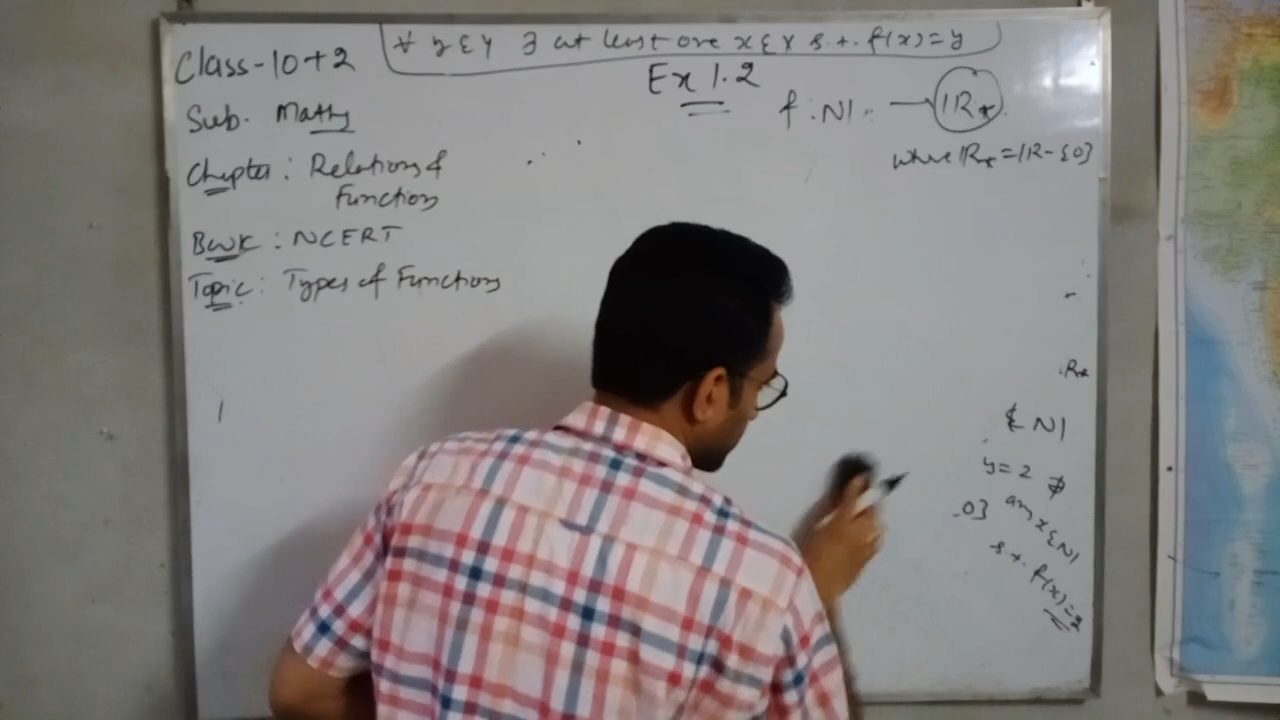 ∀ y ∈ Y ∃ at least one x ∈ X s.t. f(x)=y
Class-10+2
Ex 1.2
Sub. Maths
f : N → R*
where R* = R-{0}
Chapter : Relations &
Functions
Book : NCERT
Topic : Types of Functions
R*
∉ N
y = 2 ∄
any x ∈ N
0}
s.t. f(x)=2